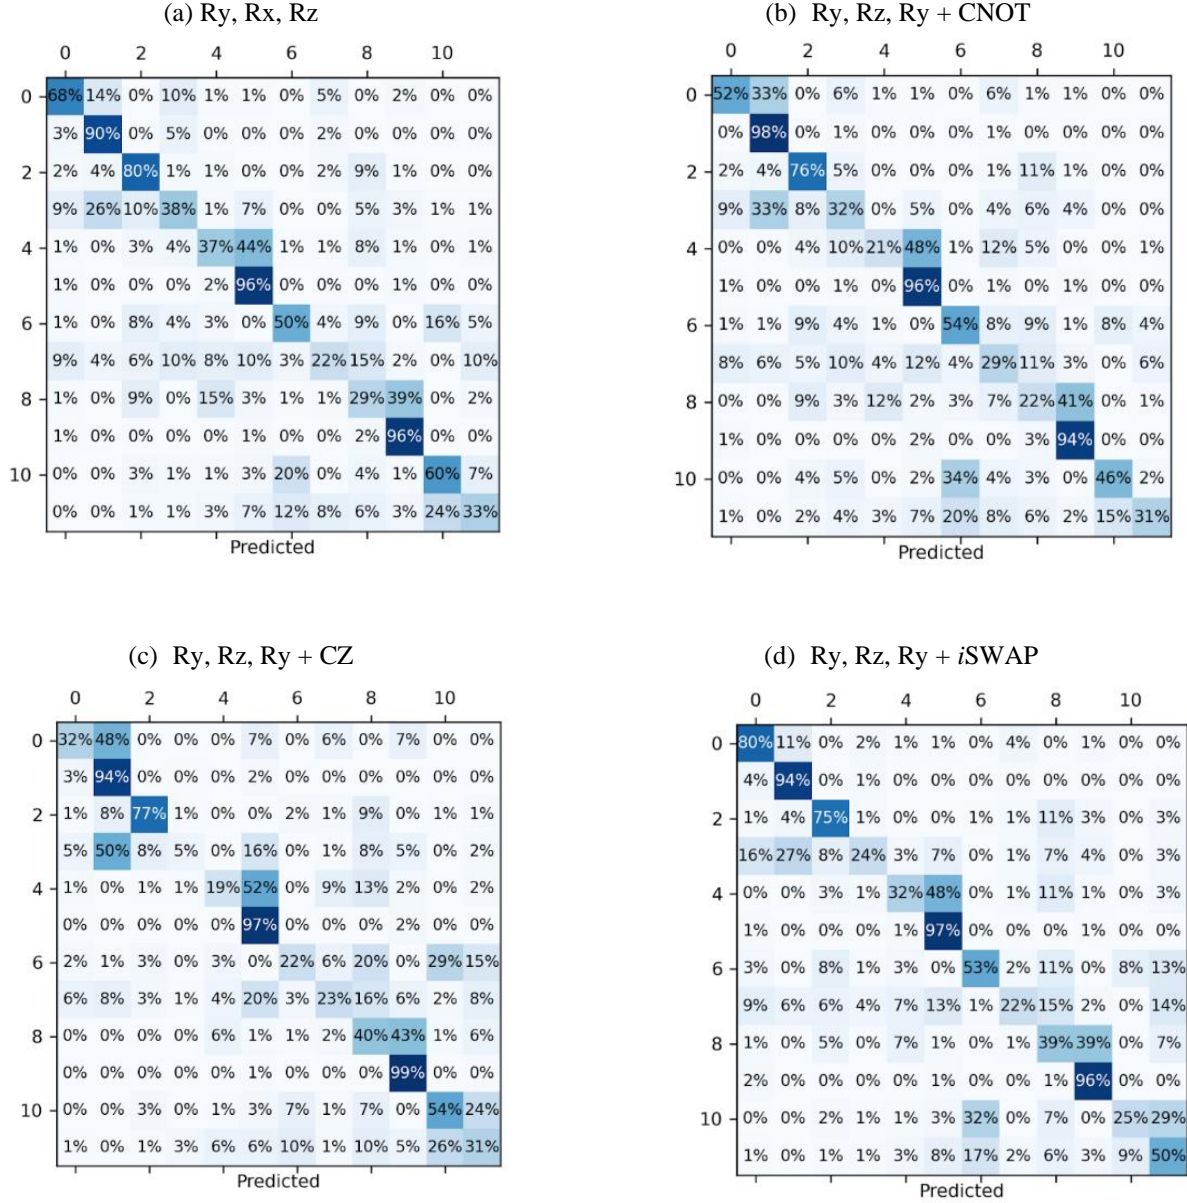 (a) Ry, Rx, Rz
0 2 4 6 8 10
0 68% 14% 0% 10% 1% 1% 0% 5% 0% 2% 0% 0%
3% 90% 0% 5% 0% 0% 0% 2% 0% 0% 0% 0%
2 2% 4% 80% 1% 1% 0% 0% 2% 9% 1% 0% 0%
9% 26% 10% 38% 1% 7% 0% 0% 5% 3% 1% 1%
4 1% 0% 3% 4% 37% 44% 1% 1% 8% 1% 0% 1%
1% 0% 0% 0% 2% 96% 0% 0% 0% 1% 0% 0%
6 1% 0% 8% 4% 3% 0% 50% 4% 9% 0% 16% 5%
9% 4% 6% 10% 8% 10% 3% 22% 15% 2% 0% 10%
8 1% 0% 9% 0% 15% 3% 1% 1% 29% 39% 0% 2%
1% 0% 0% 0% 0% 1% 0% 0% 2% 96% 0% 0%
10 0% 0% 3% 1% 1% 3% 20% 0% 4% 1% 60% 7%
0% 0% 1% 1% 3% 7% 12% 8% 6% 3% 24% 33%
Predicted
(b) Ry, Rz, Ry + CNOT
0 2 4 6 8 10
0 52% 33% 0% 6% 1% 1% 0% 6% 1% 1% 0% 0%
0% 98% 0% 1% 0% 0% 0% 1% 0% 0% 0% 0%
2 2% 4% 76% 5% 0% 0% 0% 1% 11% 1% 0% 0%
9% 33% 8% 32% 0% 5% 0% 4% 6% 4% 0% 0%
4 0% 0% 4% 10% 21% 48% 1% 12% 5% 0% 0% 1%
1% 0% 0% 1% 0% 96% 0% 1% 0% 1% 0% 0%
6 1% 1% 9% 4% 1% 0% 54% 8% 9% 1% 8% 4%
8% 6% 5% 10% 4% 12% 4% 29% 11% 3% 0% 6%
8 0% 0% 9% 3% 12% 2% 3% 7% 22% 41% 0% 1%
1% 0% 0% 0% 0% 2% 0% 0% 3% 94% 0% 0%
10 0% 0% 4% 5% 0% 2% 34% 4% 3% 0% 46% 2%
1% 0% 2% 4% 3% 7% 20% 8% 6% 2% 15% 31%
Predicted
(c) Ry, Rz, Ry + CZ
0 2 4 6 8 10
0 32% 48% 0% 0% 0% 7% 0% 6% 0% 7% 0% 0%
3% 94% 0% 0% 0% 2% 0% 0% 0% 0% 0% 0%
2 1% 8% 77% 1% 0% 0% 2% 1% 9% 0% 1% 1%
5% 50% 8% 5% 0% 16% 0% 1% 8% 5% 0% 2%
4 1% 0% 1% 1% 19% 52% 0% 9% 13% 2% 0% 2%
0% 0% 0% 0% 0% 97% 0% 0% 0% 2% 0% 0%
6 2% 1% 3% 0% 3% 0% 22% 6% 20% 0% 29% 15%
6% 8% 3% 1% 4% 20% 3% 23% 16% 6% 2% 8%
8 0% 0% 0% 0% 6% 1% 1% 2% 40% 43% 1% 6%
0% 0% 0% 0% 0% 1% 0% 0% 0% 99% 0% 0%
10 0% 0% 3% 0% 1% 3% 7% 1% 7% 0% 54% 24%
1% 0% 1% 3% 6% 6% 10% 1% 10% 5% 26% 31%
Predicted
(d) Ry, Rz, Ry + iSWAP
0 2 4 6 8 10
0 80% 11% 0% 2% 1% 1% 0% 4% 0% 1% 0% 0%
4% 94% 0% 1% 0% 0% 0% 0% 0% 0% 0% 0%
2 1% 4% 75% 1% 0% 0% 1% 1% 11% 3% 0% 3%
16% 27% 8% 24% 3% 7% 0% 1% 7% 4% 0% 3%
4 0% 0% 3% 1% 32% 48% 0% 1% 11% 1% 0% 3%
1% 0% 0% 0% 1% 97% 0% 0% 0% 1% 0% 0%
6 3% 0% 8% 1% 3% 0% 53% 2% 11% 0% 8% 13%
9% 6% 6% 4% 7% 13% 1% 22% 15% 2% 0% 14%
8 1% 0% 5% 0% 7% 1% 0% 1% 39% 39% 0% 7%
2% 0% 0% 0% 0% 1% 0% 0% 1% 96% 0% 0%
10 0% 0% 2% 1% 1% 3% 32% 0% 7% 0% 25% 29%
1% 0% 1% 1% 3% 8% 17% 2% 6% 3% 9% 50%
Predicted